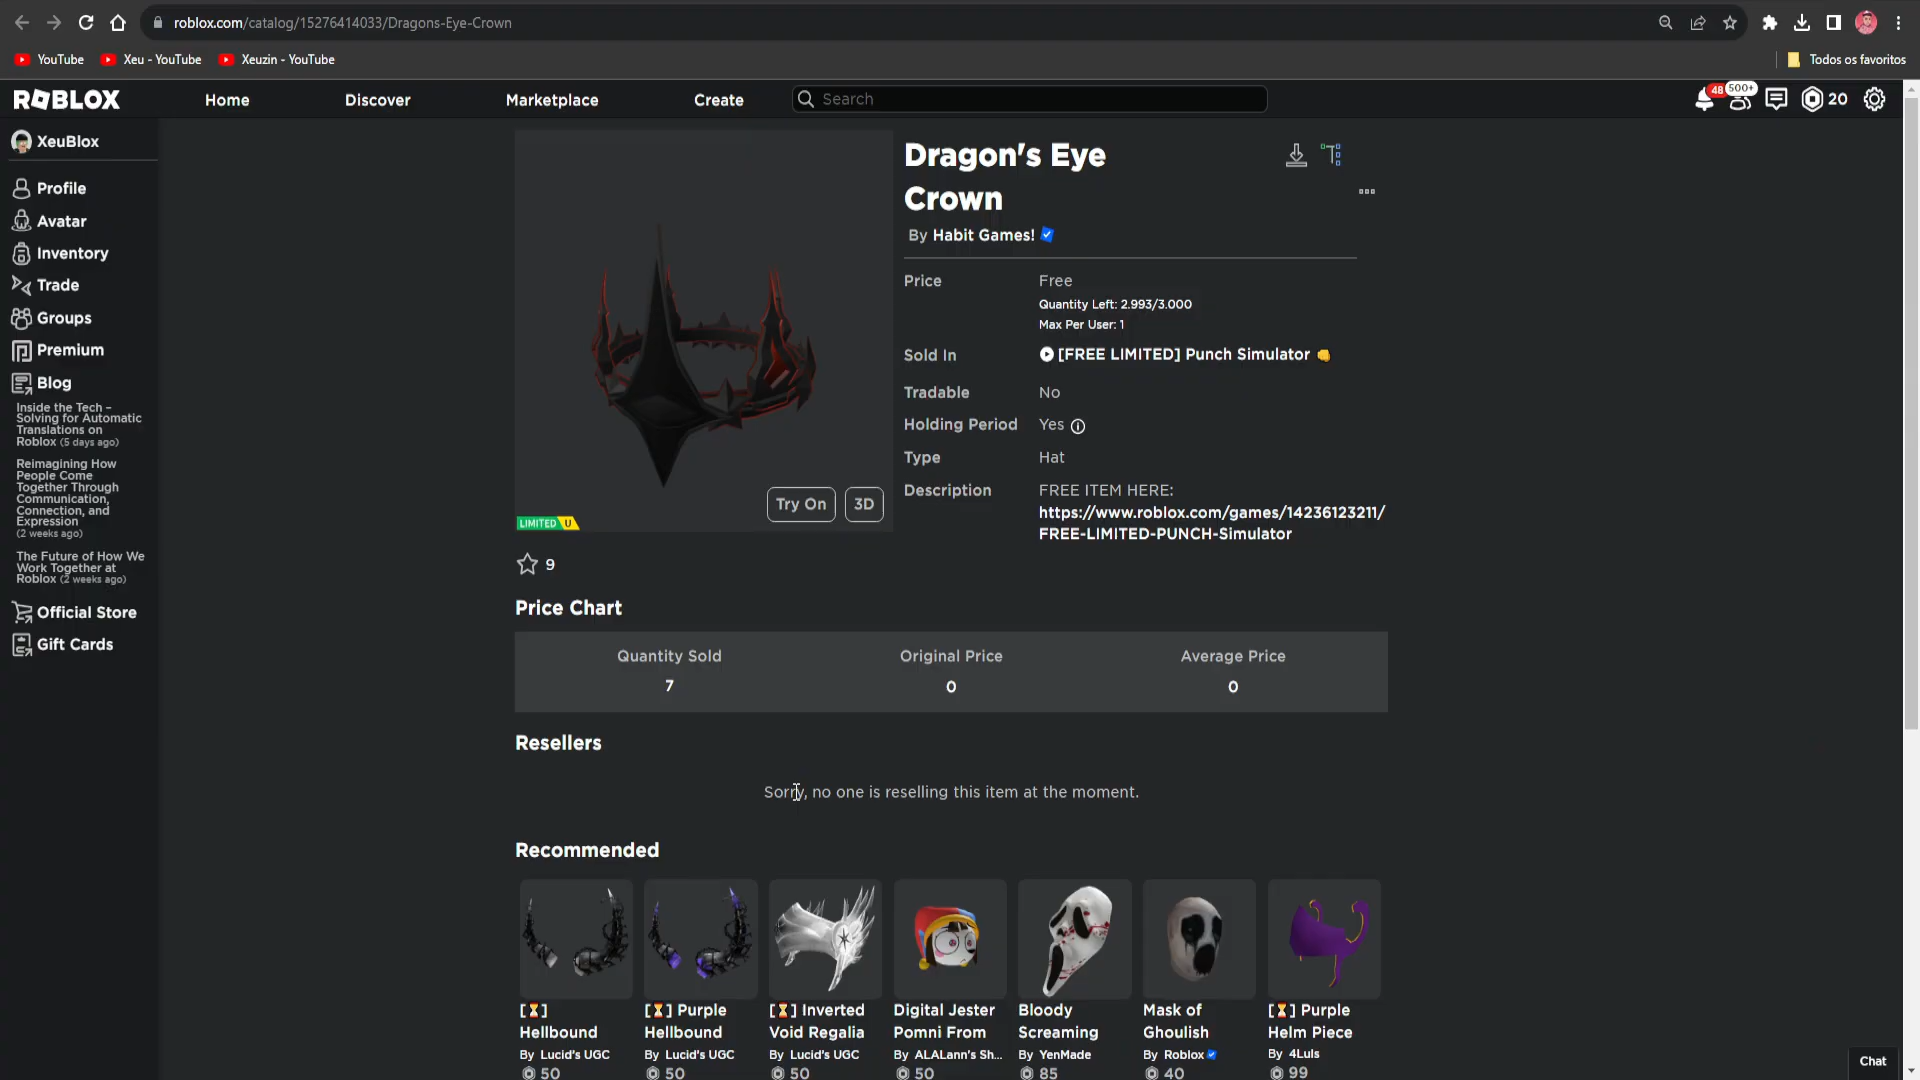 roblox.com/catalog/15276414033/Dragons-Eye-Crown
YouTube
Xeu - YouTube
Xeuzin - YouTube
Todos os favoritos
ROBLOX
Home
Discover
Marketplace
Create
Search
48
500+
20
XeuBlox
Profile
Avatar
Inventory
Trade
Groups
Premium
Blog
Inside the Tech –
Solving for Automatic
Translations on
Roblox (5 days ago)
Reimagining How
People Come
Together Through
Communication,
Connection, and
Expression
(2 weeks ago)
The Future of How We
Work Together at
Roblox (2 weeks ago)
Official Store
Gift Cards
Try On
3D
LIMITED U
9
Dragon's Eye
Crown
By Habit Games!
Price Free
Quantity Left: 2.993/3.000
Max Per User: 1
Sold In [FREE LIMITED] Punch Simulator
Tradable No
Holding Period Yes
Type Hat
Description FREE ITEM HERE:
https://www.roblox.com/games/14236123211/
FREE-LIMITED-PUNCH-Simulator
Price Chart
Quantity Sold Original Price Average Price
7 0 0
Resellers
Sorry, no one is reselling this item at the moment.
Recommended
[⌛]
Hellbound
By Lucid's UGC
50
[⌛] Purple
Hellbound
By Lucid's UGC
50
[⌛] Inverted
Void Regalia
By Lucid's UGC
50
Digital Jester
Pomni From
By ALALann's Sh...
50
Bloody
Screaming
By YenMade
85
Mask of
Ghoulish
By Roblox
40
[⌛] Purple
Helm Piece
By 4Luls
99
Chat